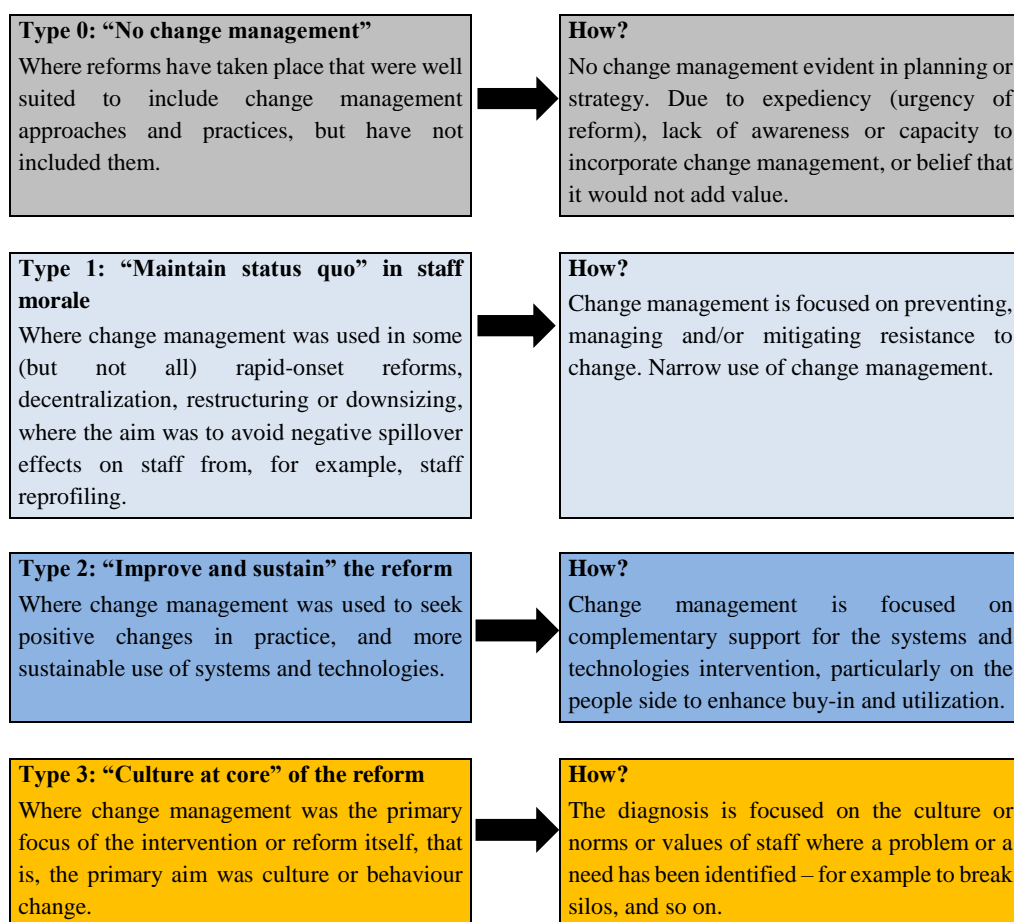 Type 0: “No change management”
Where reforms have taken place that were well
suited to include change management
approaches and practices, but have not
included them.
How?
No change management evident in planning or
strategy. Due to expediency (urgency of
reform), lack of awareness or capacity to
incorporate change management, or belief that
it would not add value.
Type 1: “Maintain status quo” in staff
morale
Where change management was used in some
(but not all) rapid-onset reforms,
decentralization, restructuring or downsizing,
where the aim was to avoid negative spillover
effects on staff from, for example, staff
reprofiling.
How?
Change management is focused on preventing,
managing and/or mitigating resistance to
change. Narrow use of change management.
Type 2: “Improve and sustain” the reform
Where change management was used to seek
positive changes in practice, and more
sustainable use of systems and technologies.
How?
Change management is focused on
complementary support for the systems and
technologies intervention, particularly on the
people side to enhance buy-in and utilization.
Type 3: “Culture at core” of the reform
Where change management was the primary
focus of the intervention or reform itself, that
is, the primary aim was culture or behaviour
change.
How?
The diagnosis is focused on the culture or
norms or values of staff where a problem or a
need has been identified – for example to break
silos, and so on.